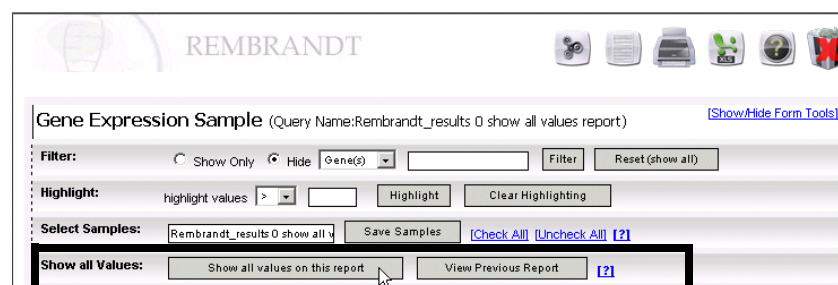 REMBRANDT
XLS
?
Gene Expression Sample (Query Name:Rembrandt_results 0 show all values report)
[Show/Hide Form Tools]
Filter: Show Only Hide Gene(s) Filter Reset (show all)
Highlight: highlight values > Highlight Clear Highlighting
Select Samples: Rembrandt_results 0 show all v Save Samples [Check All] [Uncheck All] [?]
Show all Values: Show all values on this report View Previous Report [?]